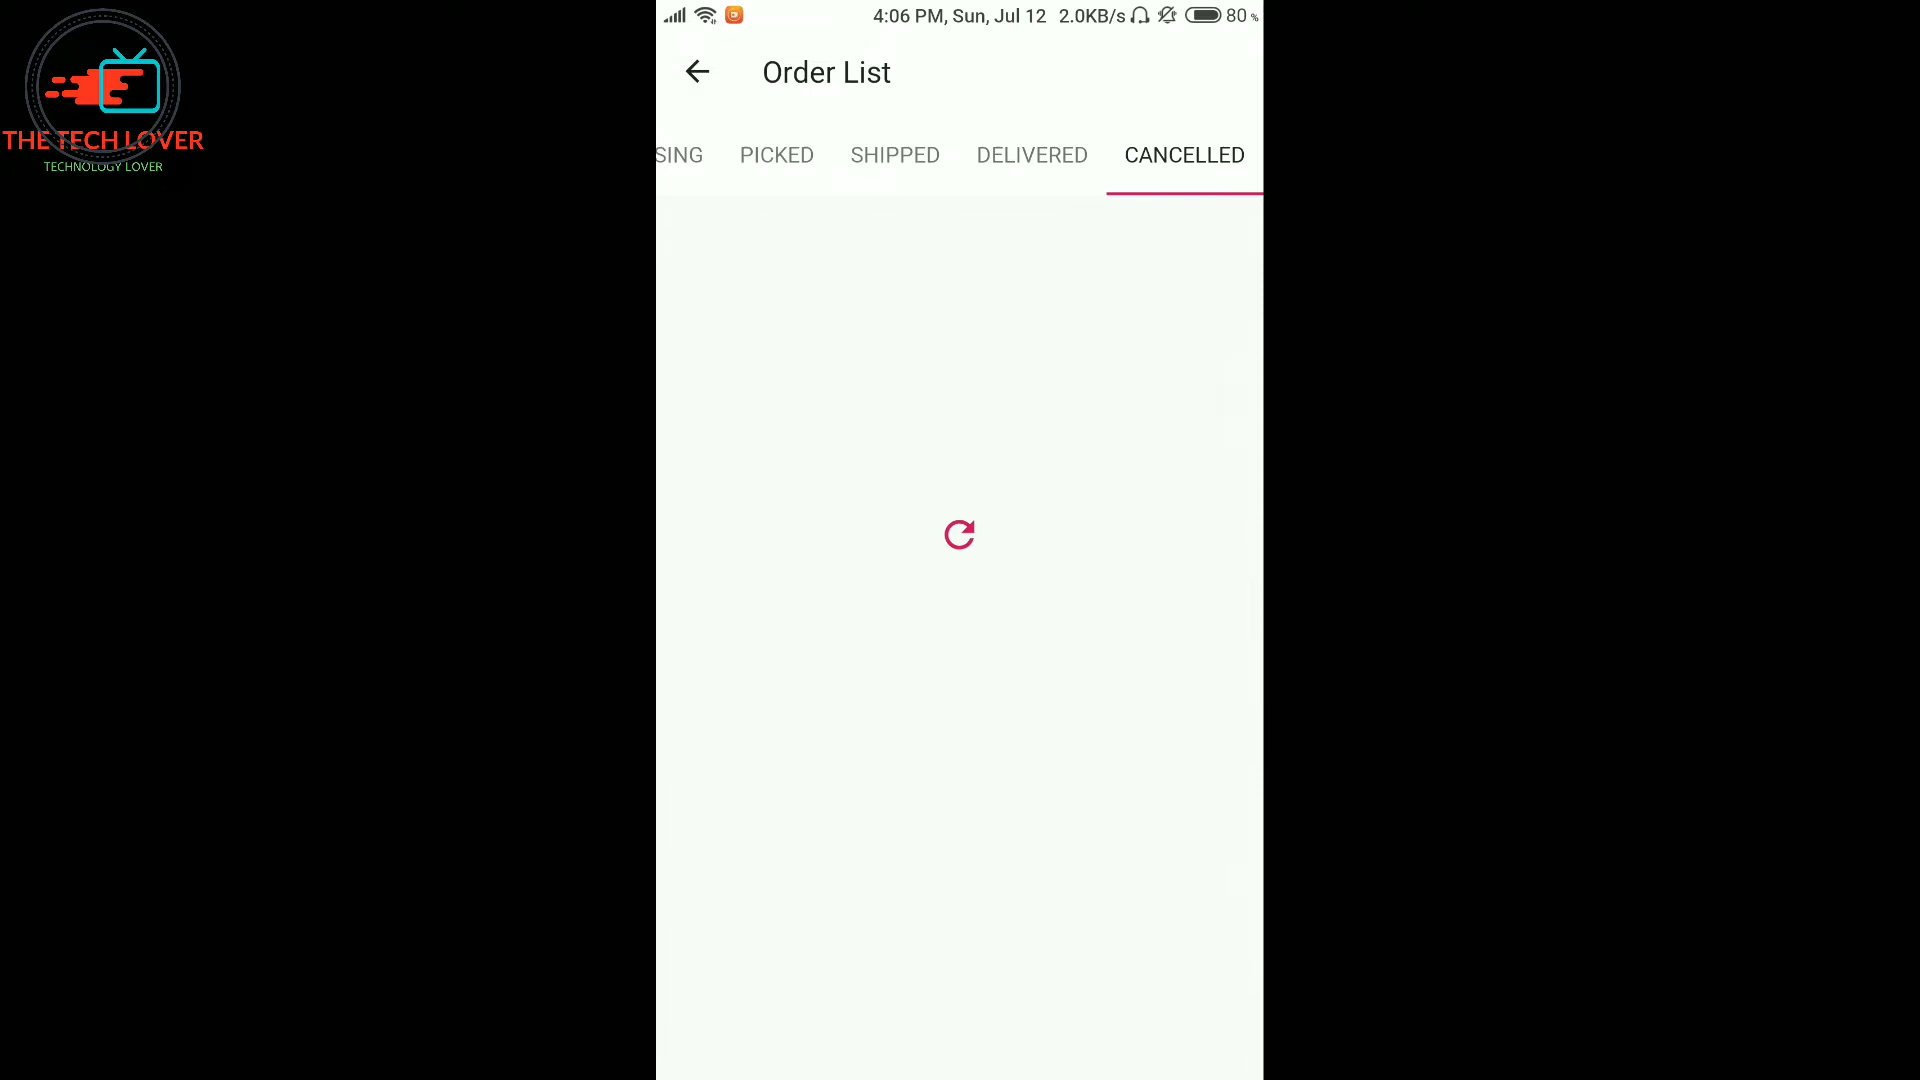 THE TECH LOVER
TECHNOLOGY LOVER
4:06 PM, Sun, Jul 12 2.0KB/s 80 %
Order List
SING PICKED SHIPPED DELIVERED CANCELLED